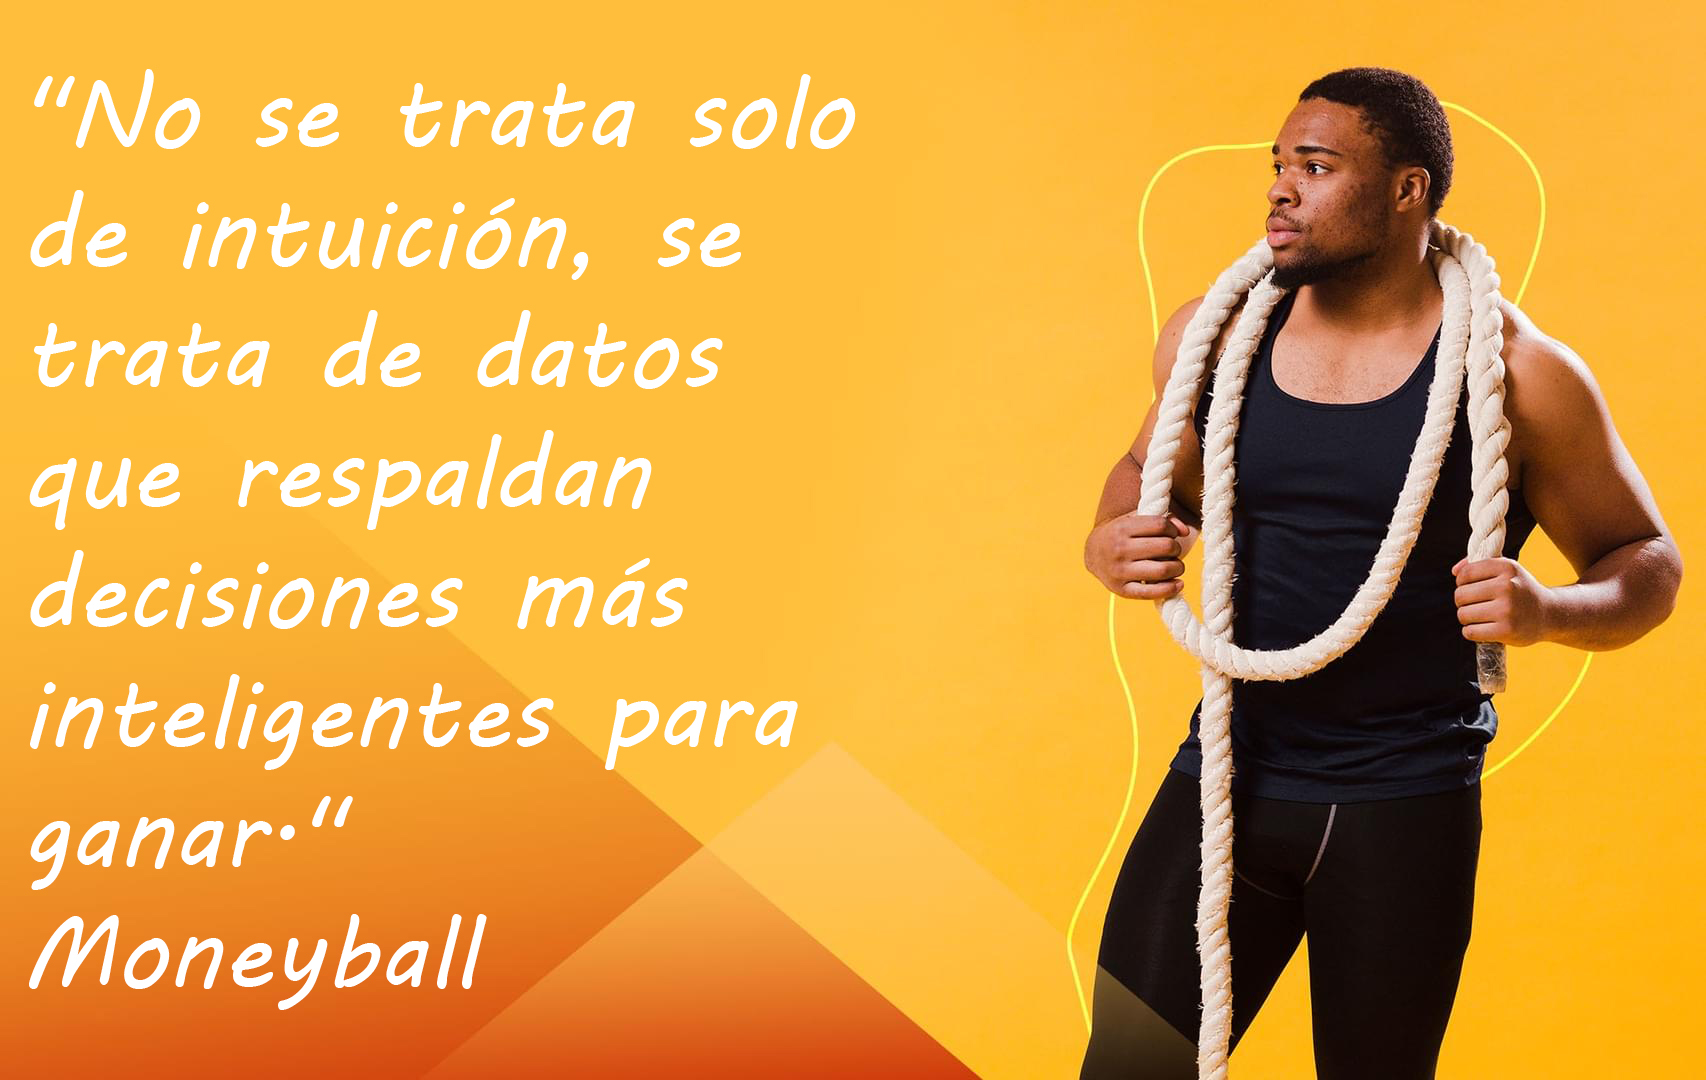 “No se trata solo
de intuición, se
trata de datos
que respaldan
decisiones más
inteligentes para
ganar.“
Moneyball